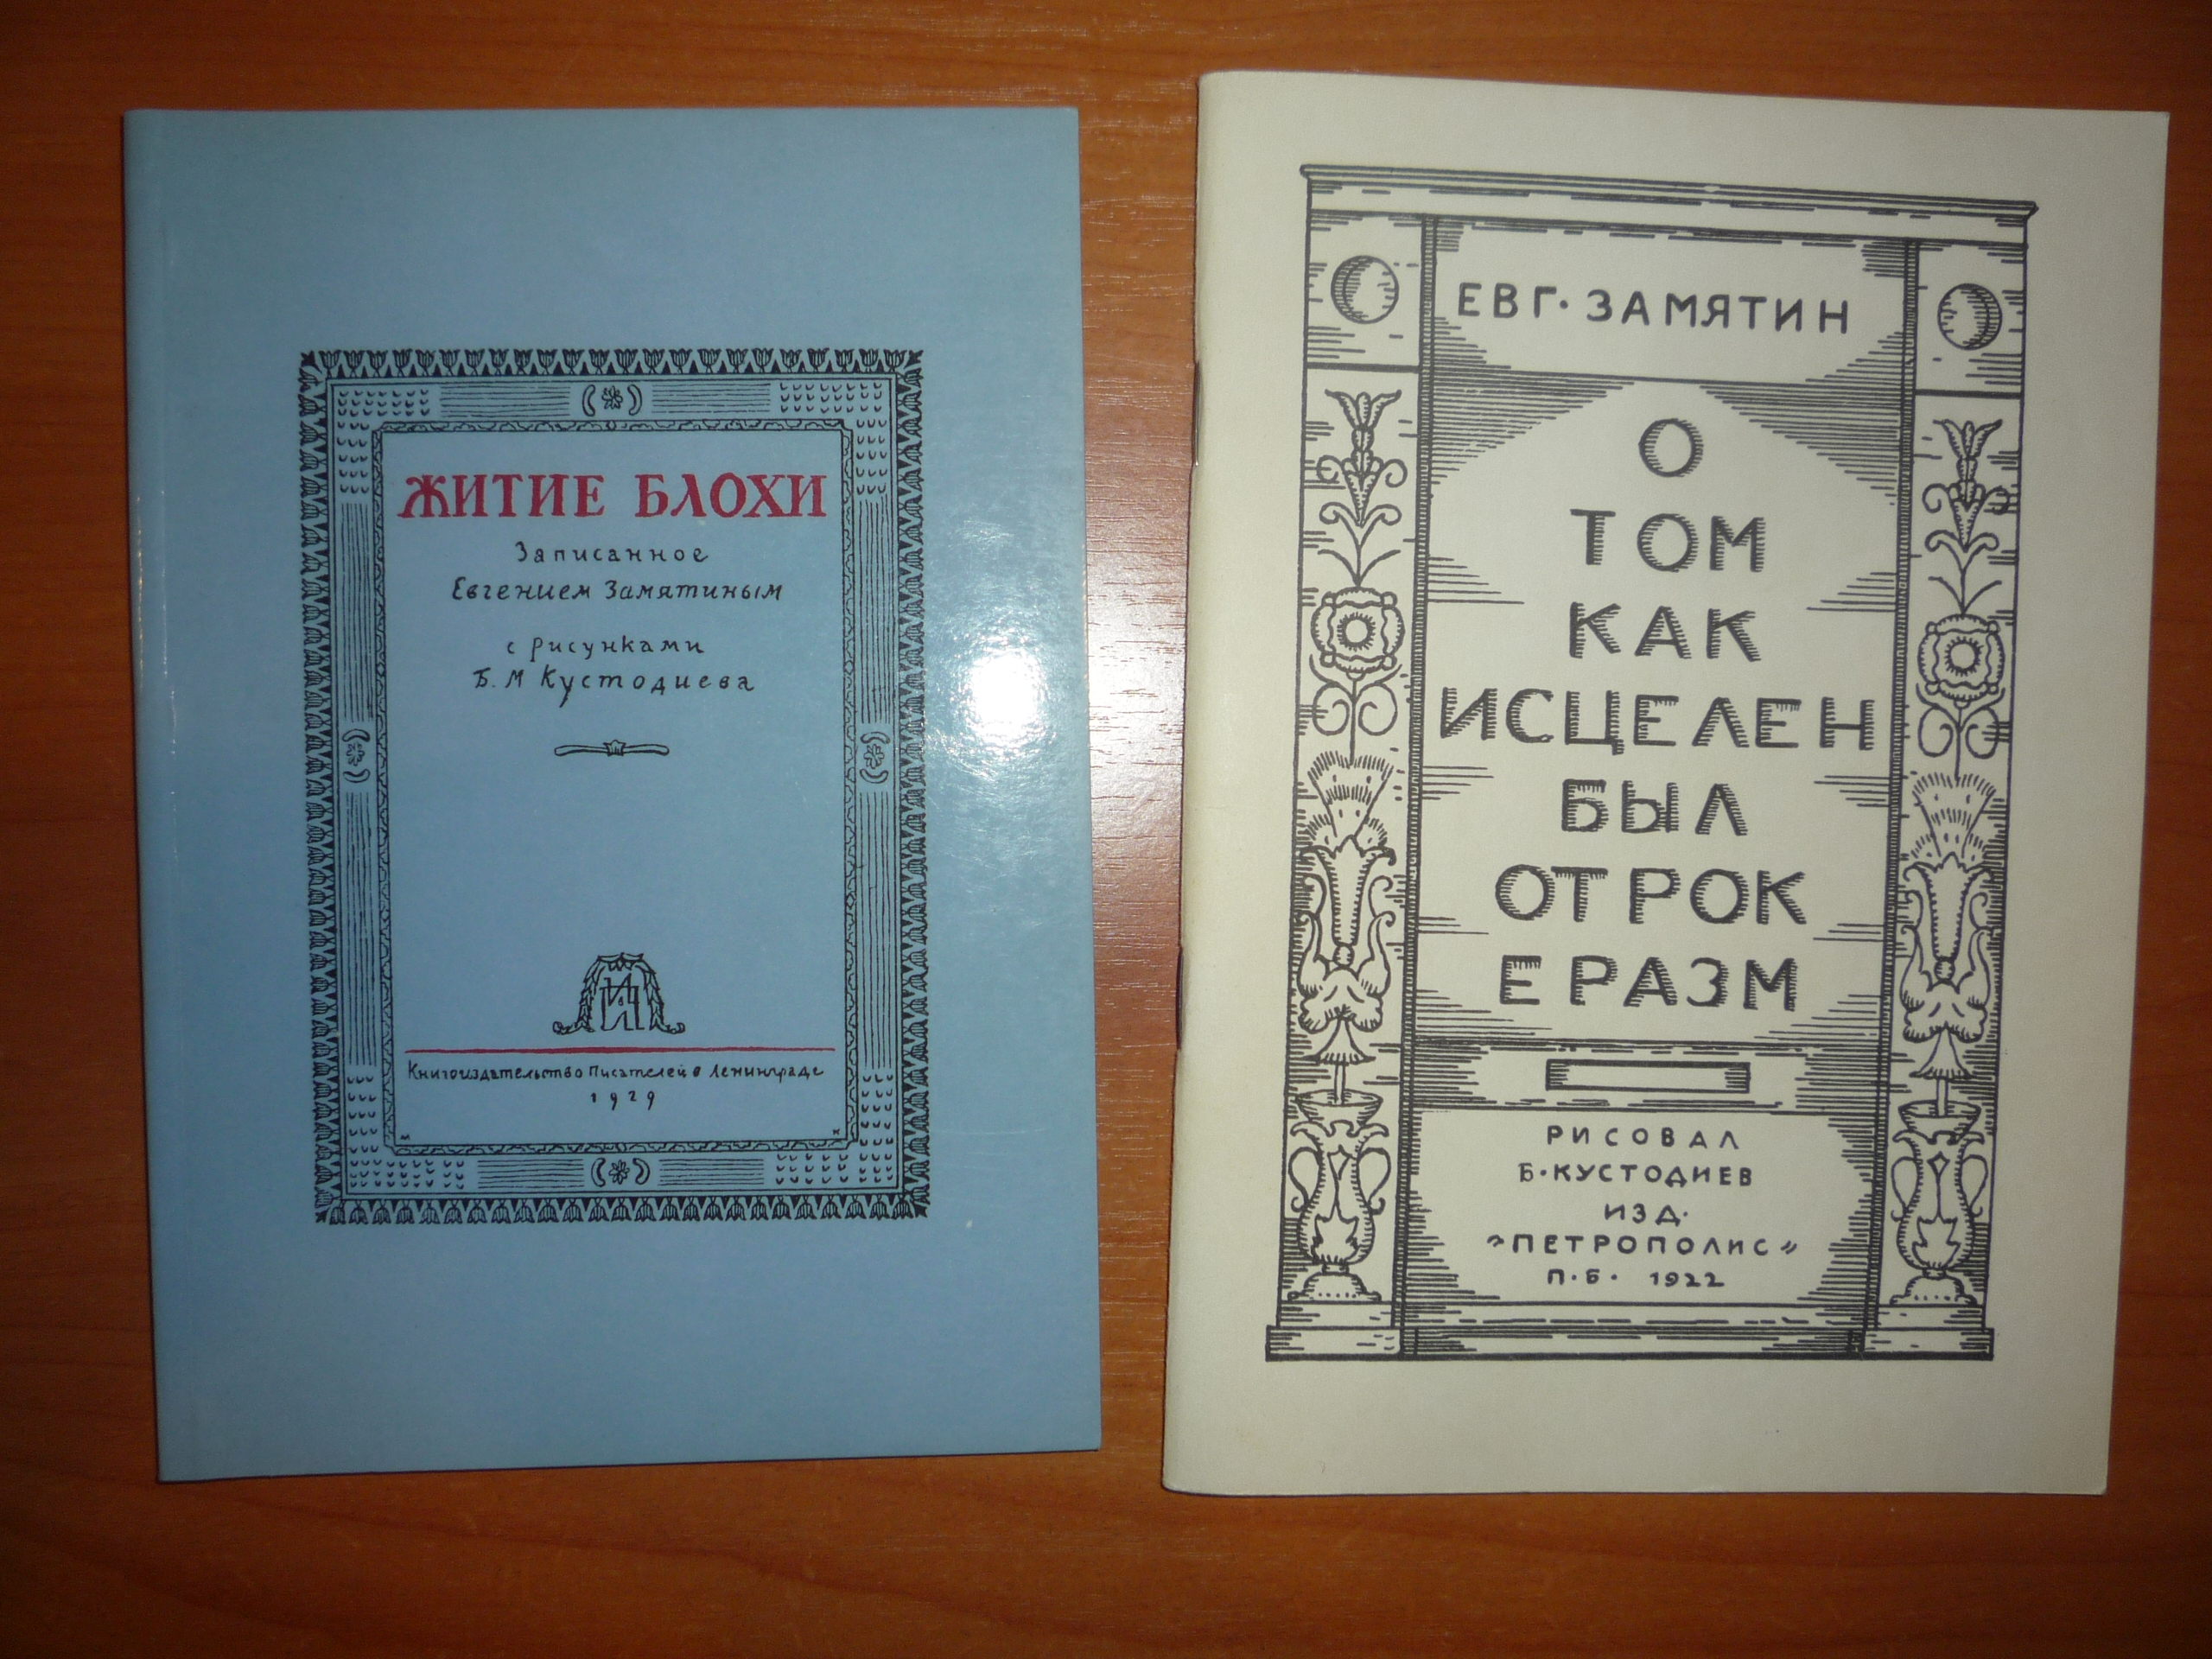 ЖИТИЕ БЛОХИ
Записанное
Евгением Замятиным
с рисунками
Б. М Кустодиева
Книгоиздательство Писателей в Ленинграде
1929
ЕВГ. ЗАМЯТИН
О
ТОМ
КАК
ИСЦЕЛЕН
БЫЛ
ОТРОК
ЕРАЗМ
РИСОВАЛ
Б. КУСТОДИЕВ
ИЗД.
"ПЕТРОПОЛИС"
П.Б. 1922